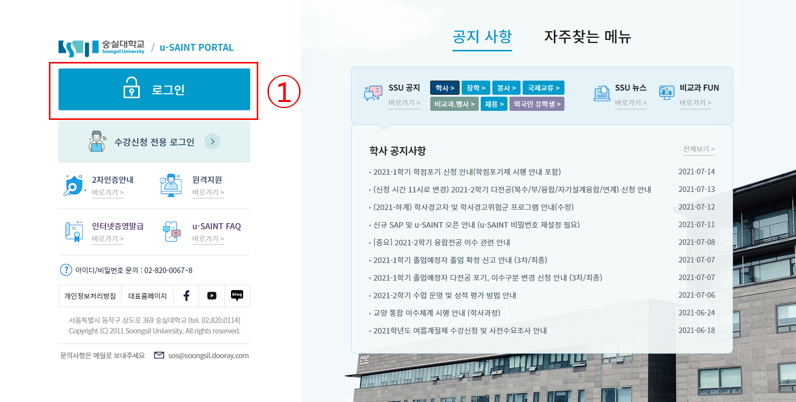 숭실대학교
Soongsil University
/ u-SAINT PORTAL
로그인
①
수강신청 전용 로그인 >
2차인증안내
바로가기 >
원격지원
바로가기 >
인터넷증명발급
바로가기 >
u-SAINT FAQ
바로가기 >
? 아이디/비밀번호 문의 : 02-820-0067~8
개인정보처리방침
대표홈페이지
blog
서울특별시 동작구 상도로 369 숭실대학교 (tel. 02.820.0114)
Copyright (C) 2011 Soongsil University. All rights reserved.
문의사항은 메일로 보내주세요 sos@soongsil.dooray.com
공지 사항
자주찾는 메뉴
SSU 공지
바로가기 >
학사 >
장학 >
봉사 >
국제교류 >
비교과.행사 >
채용 >
외국인 유학생 >
SSU 뉴스
바로가기 >
비교과 FUN
바로가기 >
학사 공지사항
전체보기 >
· 2021-1학기 학점포기 신청 안내(학점포기제 시행 안내 포함) 2021-07-14
· (신청 시간 11시로 변경) 2021-2학기 다전공(복수/부/융합/자기설계융합/연계) 신청 안내 2021-07-13
· (2021-하계) 학사경고자 및 학사경고위험군 프로그램 안내(수정) 2021-07-12
· 신규 SAP 및 u-SAINT 오픈 안내 (u-SAINT 비밀번호 재설정 필요) 2021-07-11
· [중요] 2021-2학기 융합전공 이수 관련 안내 2021-07-08
· 2021-1학기 졸업예정자 졸업 확정 신고 안내 (3차/최종) 2021-07-07
· 2021-1학기 졸업예정자 다전공 포기, 이수구분 변경 신청 안내 (3차/최종) 2021-07-07
· 2021-2학기 수업 운영 및 성적 평가 방법 안내 2021-07-06
· 교양 통합 이수체계 시행 안내 (학사과정) 2021-06-24
· 2021학년도 여름계절제 수강신청 및 사전수요조사 안내 2021-06-18